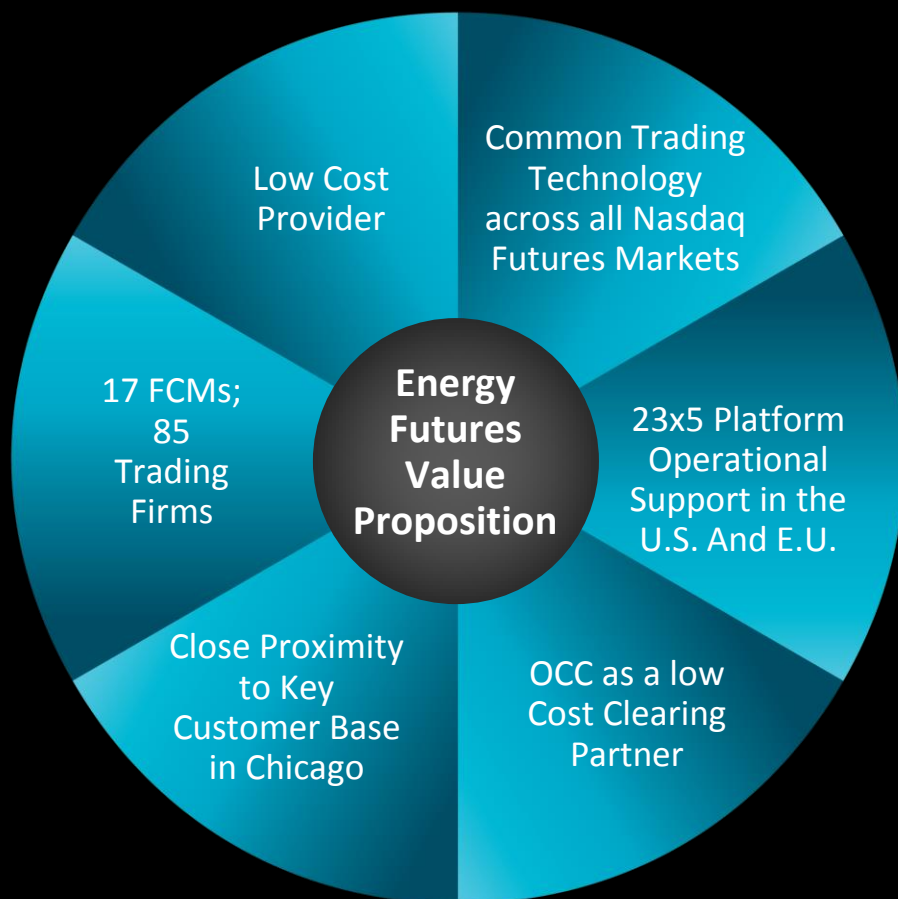 Energy
Futures
Value
Proposition
Common Trading
Technology
across all Nasdaq
Futures Markets
23x5 Platform
Operational
Support in the
U.S. And E.U.
OCC as a low
Cost Clearing
Partner
Close Proximity
to Key
Customer Base
in Chicago
17 FCMs;
85
Trading
Firms
Low Cost
Provider